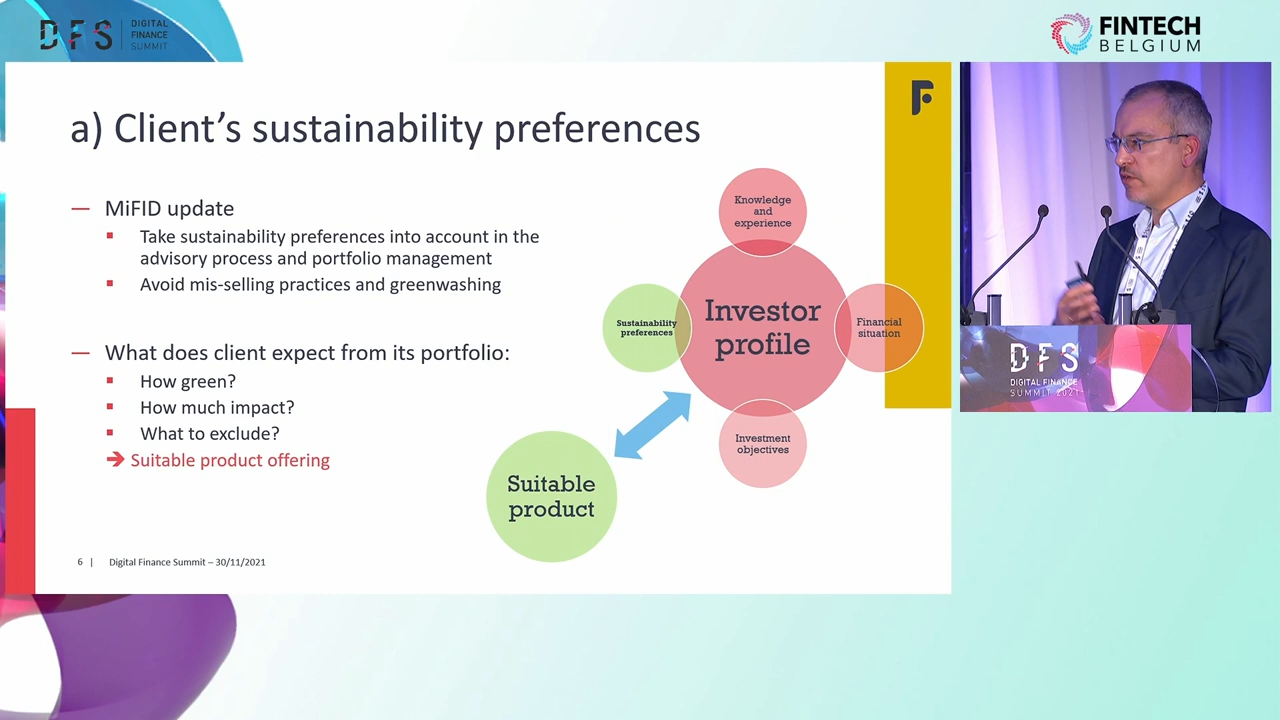 DFS
DIGITAL
FINANCE
SUMMIT
FINTECH
BELGIUM
a) Client's sustainability preferences
— MiFID update
▪ Take sustainability preferences into account in the
advisory process and portfolio management
▪ Avoid mis-selling practices and greenwashing
— What does client expect from its portfolio:
▪ How green?
▪ How much impact?
▪ What to exclude?
➔ Suitable product offering
Knowledge
and
experience
Sustainability
preferences
Investor
profile
Financial
situation
Investment
objectives
Suitable
product
6 | Digital Finance Summit – 30/11/2021
DFS
DIGITAL FINANCE
SUMMIT 2021